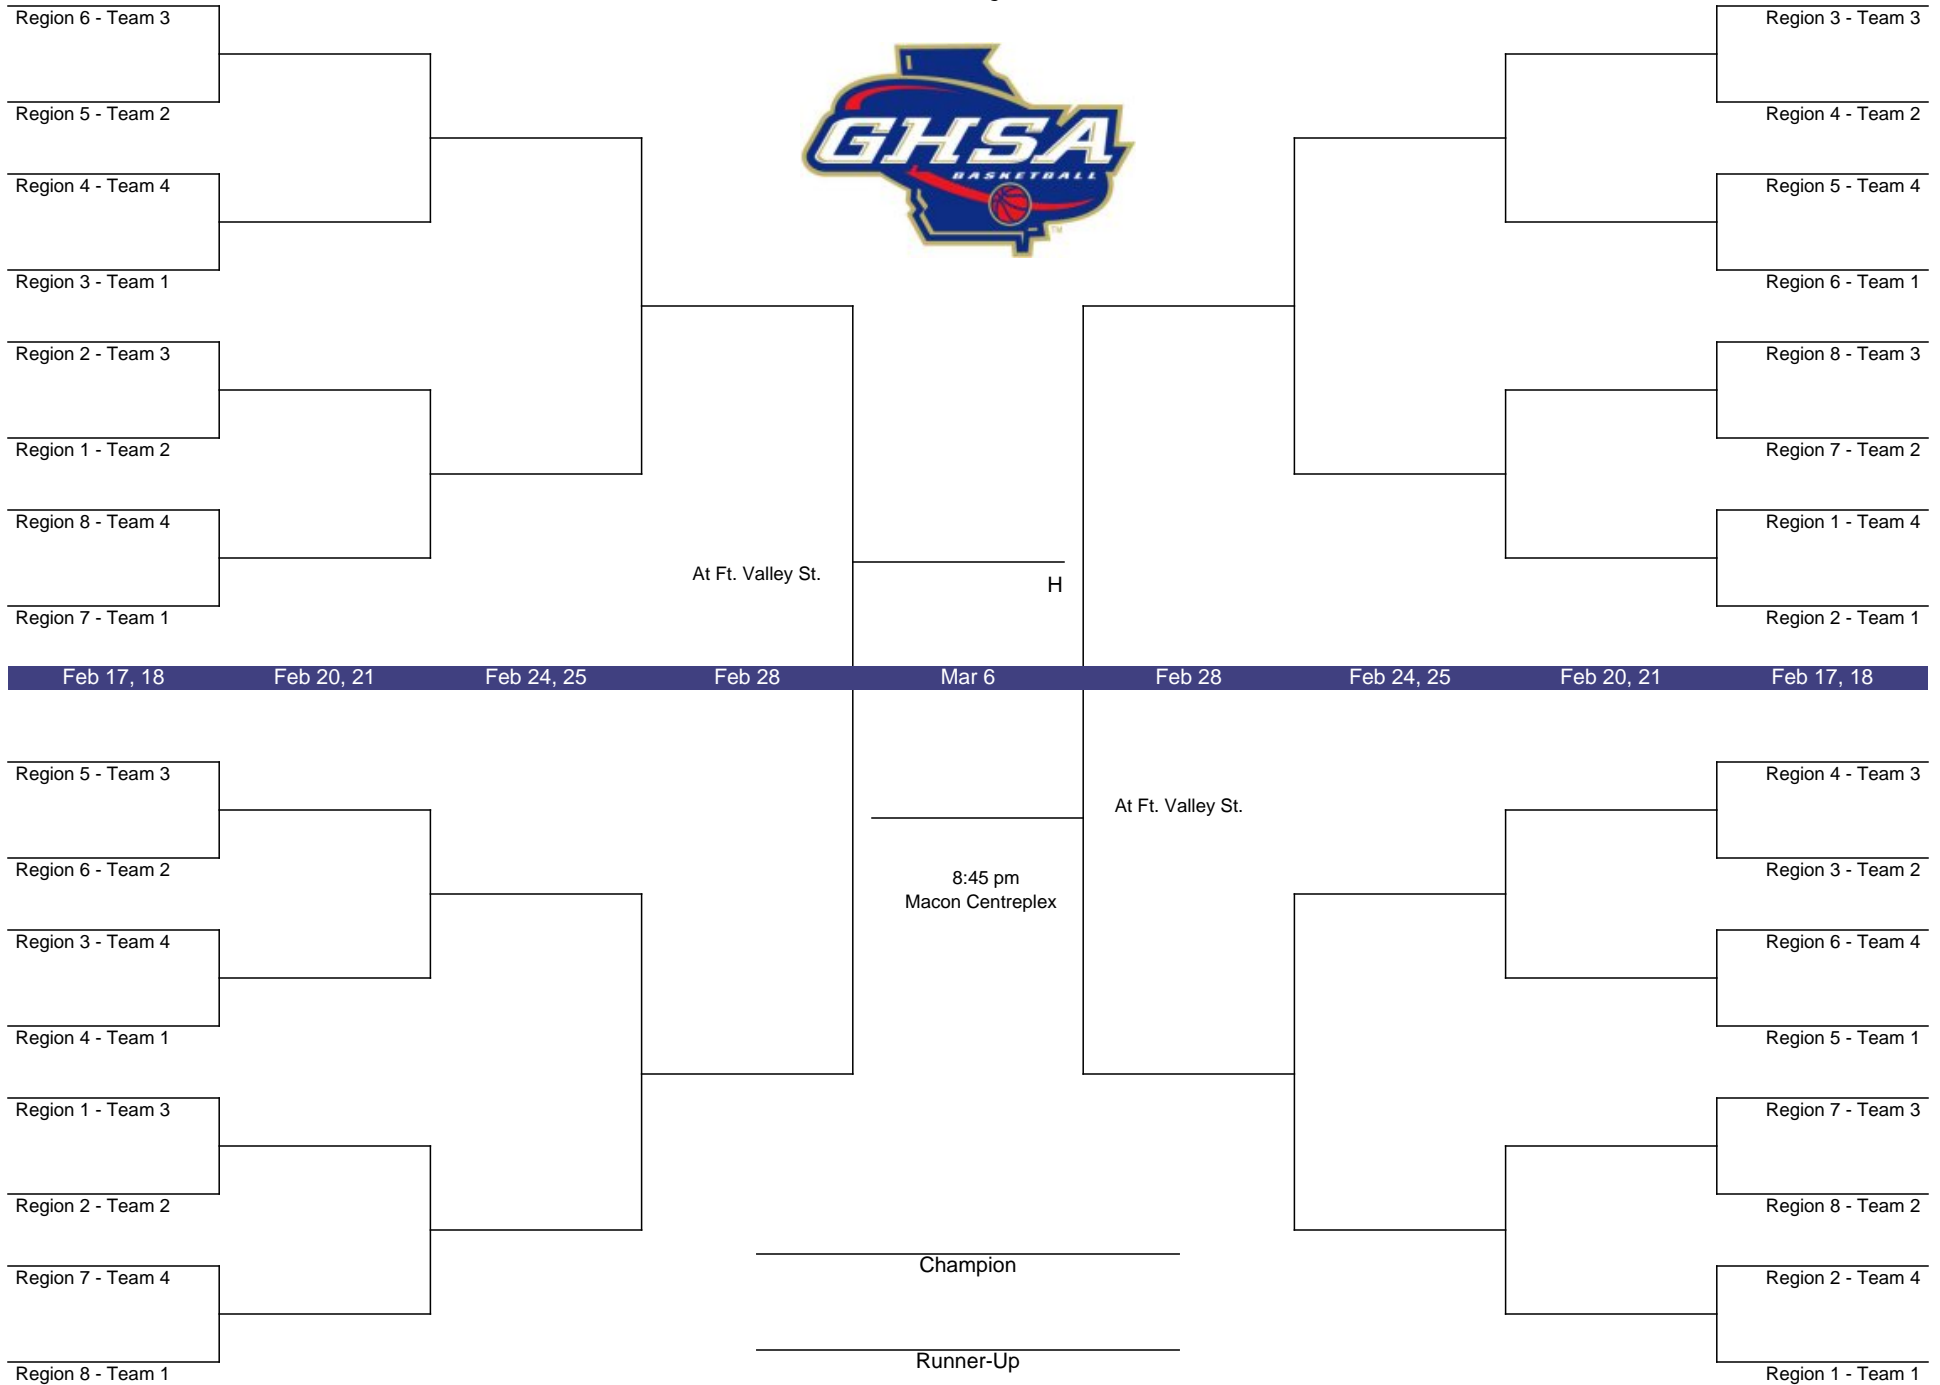 Region 6 - Team 3
Region 5 - Team 2
Region 4 - Team 4
Region 3 - Team 1
Region 2 - Team 3
Region 1 - Team 2
Region 8 - Team 4
Region 7 - Team 1
GHSA
BASKETBALL
TM
Region 3 - Team 3
Region 4 - Team 2
Region 5 - Team 4
Region 6 - Team 1
Region 8 - Team 3
Region 7 - Team 2
Region 1 - Team 4
Region 2 - Team 1
At Ft. Valley St.
H
Feb 17, 18 Feb 20, 21 Feb 24, 25 Feb 28 Mar 6 Feb 28 Feb 24, 25 Feb 20, 21 Feb 17, 18
Region 5 - Team 3
Region 6 - Team 2
Region 3 - Team 4
Region 4 - Team 1
Region 1 - Team 3
Region 2 - Team 2
Region 7 - Team 4
Region 8 - Team 1
At Ft. Valley St.
8:45 pm
Macon Centreplex
Champion
Runner-Up
Region 4 - Team 3
Region 3 - Team 2
Region 6 - Team 4
Region 5 - Team 1
Region 7 - Team 3
Region 8 - Team 2
Region 2 - Team 4
Region 1 - Team 1